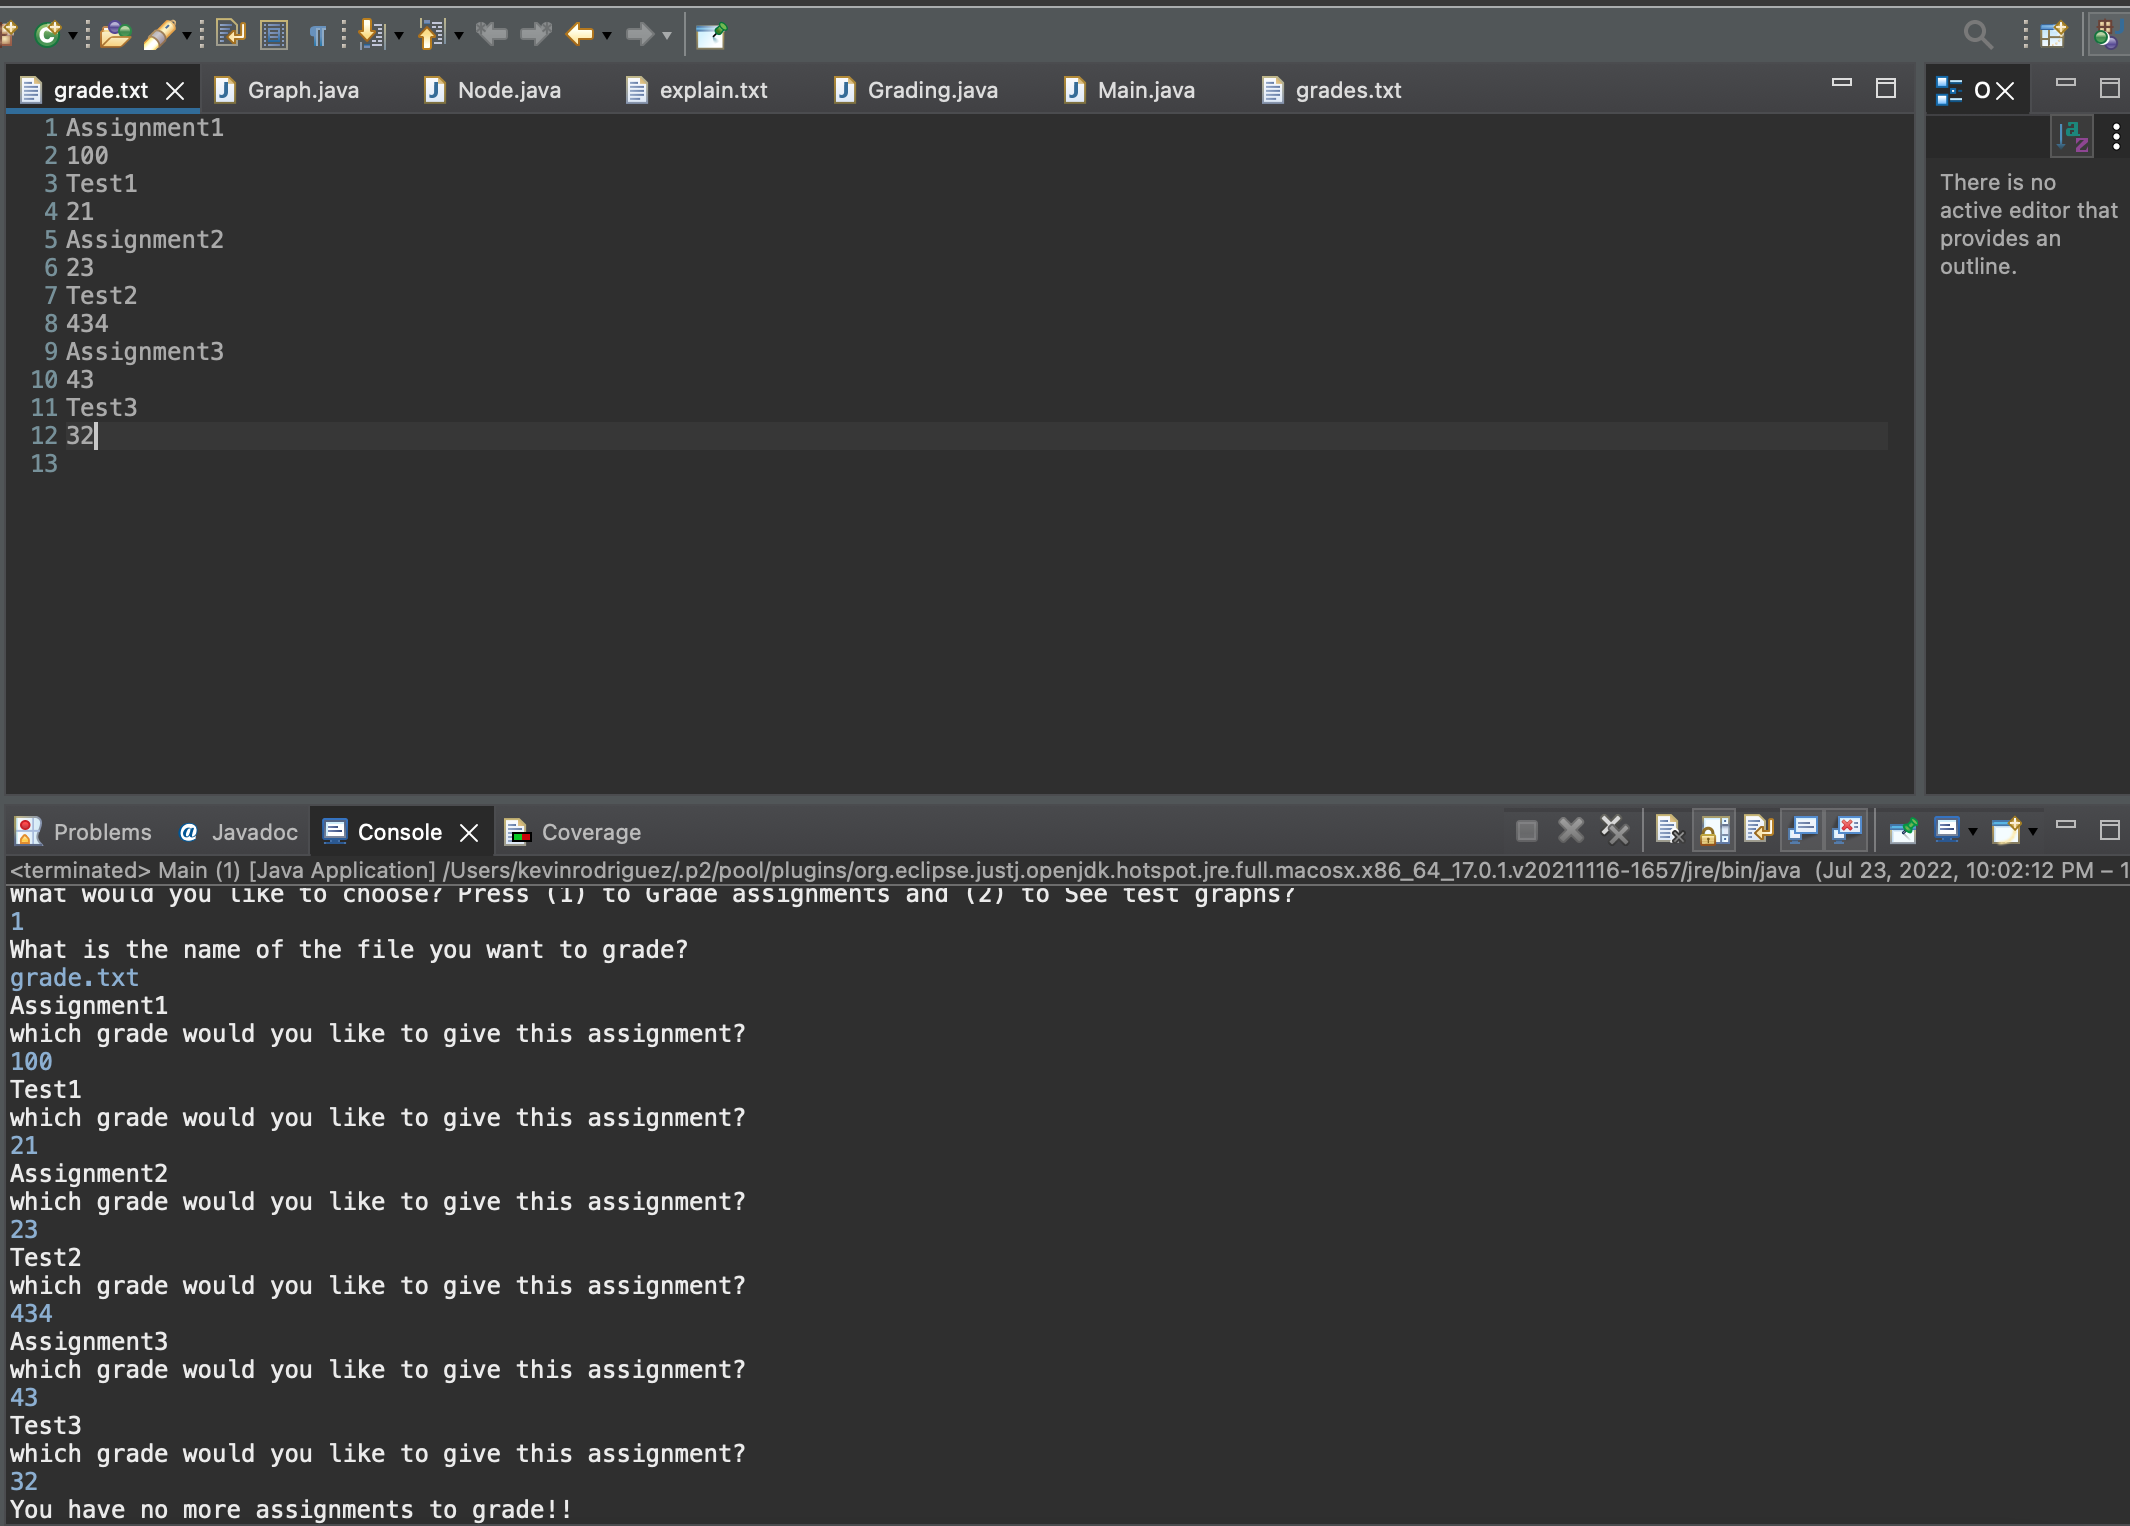 grade.txt Graph.java Node.java explain.txt Grading.java Main.java grades.txt O
1 Assignment1
2 100
3 Test1
4 21
5 Assignment2
6 23
7 Test2
8 434
9 Assignment3
10 43
11 Test3
12 32
13
There is no
active editor that
provides an
outline.
Problems @ Javadoc Console Coverage
<terminated> Main (1) [Java Application] /Users/kevinrodriguez/.p2/pool/plugins/org.eclipse.justj.openjdk.hotspot.jre.full.macosx.x86_64_17.0.1.v20211116-1657/jre/bin/java (Jul 23, 2022, 10:02:12 PM – 1
What would you like to choose? Press (1) to Grade assignments and (2) to See test graphs?
1
What is the name of the file you want to grade?
grade.txt
Assignment1
which grade would you like to give this assignment?
100
Test1
which grade would you like to give this assignment?
21
Assignment2
which grade would you like to give this assignment?
23
Test2
which grade would you like to give this assignment?
434
Assignment3
which grade would you like to give this assignment?
43
Test3
which grade would you like to give this assignment?
32
You have no more assignments to grade!!